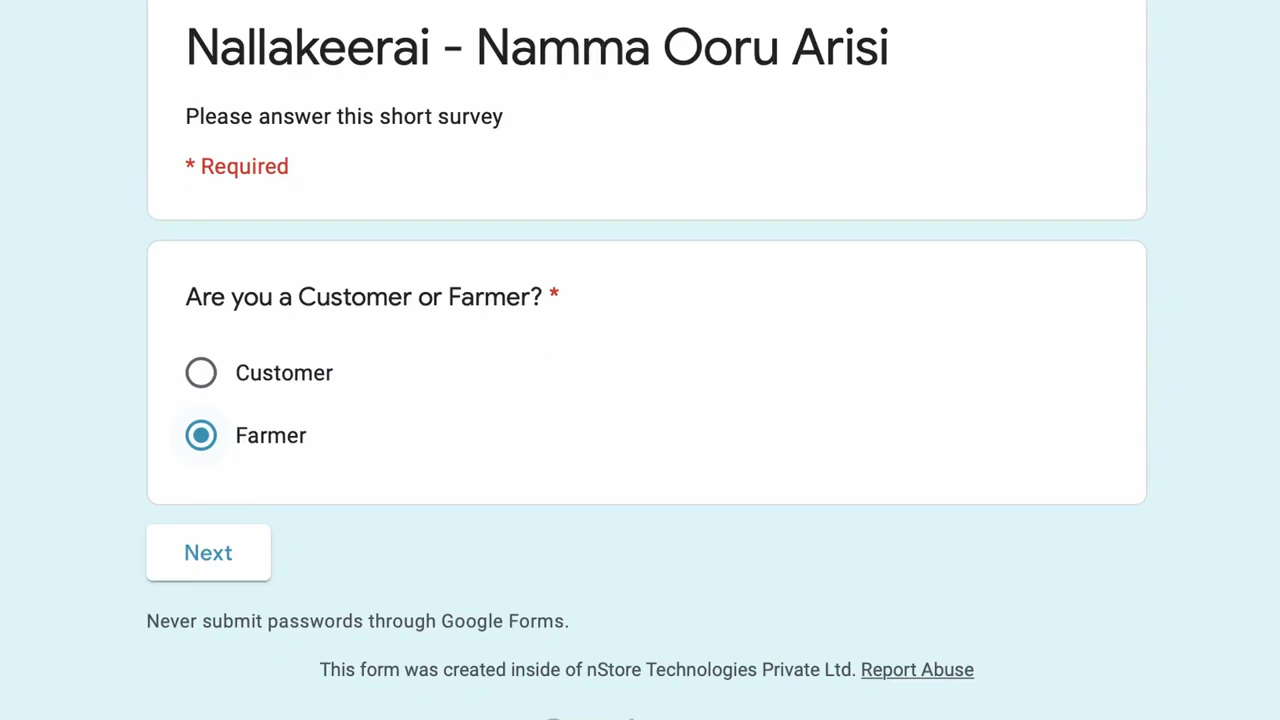 Nallakeerai - Namma Ooru Arisi
Please answer this short survey
* Required
Are you a Customer or Farmer? *
Customer
Farmer
Next
Never submit passwords through Google Forms.
This form was created inside of nStore Technologies Private Ltd. Report Abuse